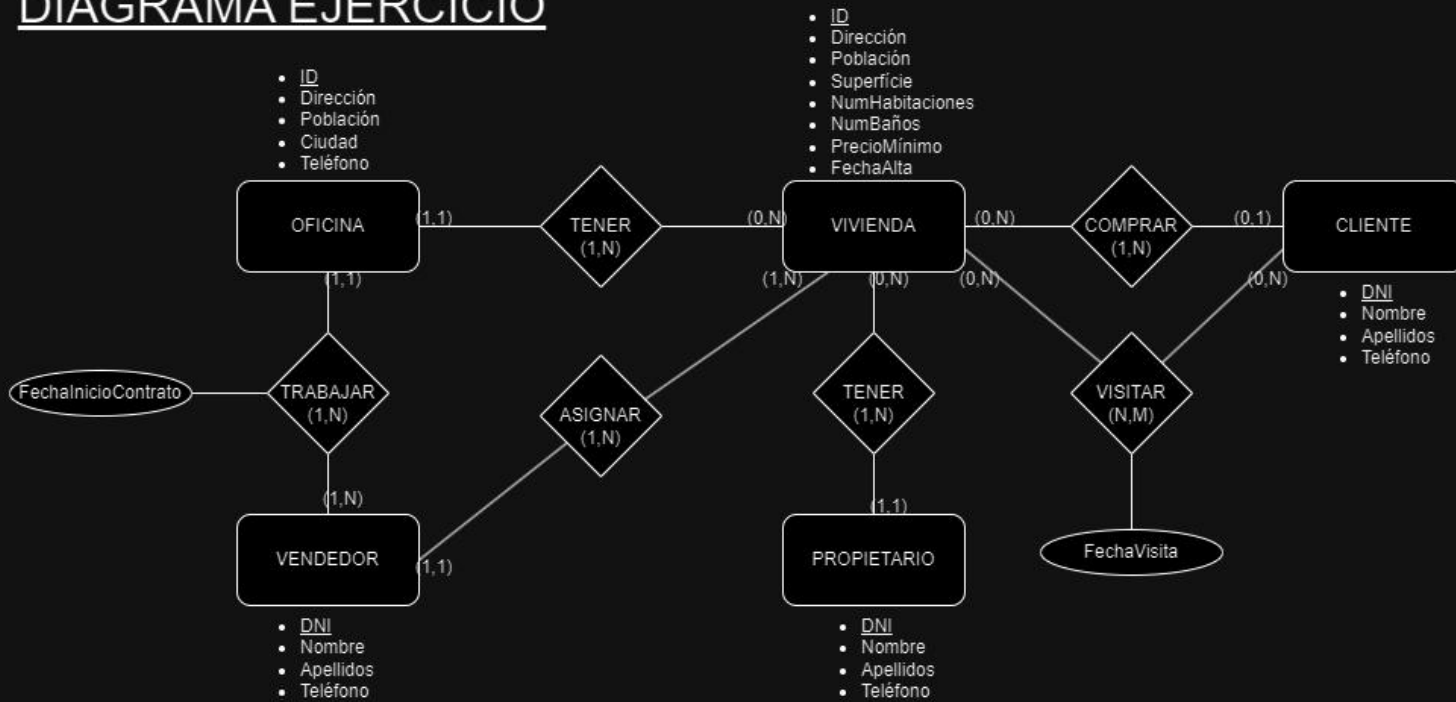 DIAGRAMA EJERCICIO
ID
Dirección
Población
Ciudad
Teléfono
ID
Dirección
Población
Superfície
NumHabitaciones
NumBaños
PrecioMínimo
FechaAlta
OFICINA
(1,1)
TENER
(1,N)
(0,N)
VIVIENDA
(0,N)
COMPRAR
(1,N)
(0,1)
CLIENTE
(1,1)
(1,N)
(0,N)
(0,N)
(0,N)
DNI
Nombre
Apellidos
Teléfono
FechaInicioContrato
TRABAJAR
(1,N)
ASIGNAR
(1,N)
TENER
(1,N)
VISITAR
(N,M)
(1,N)
(1,1)
VENDEDOR
(1,1)
PROPIETARIO
FechaVisita
DNI
Nombre
Apellidos
Teléfono
DNI
Nombre
Apellidos
Teléfono